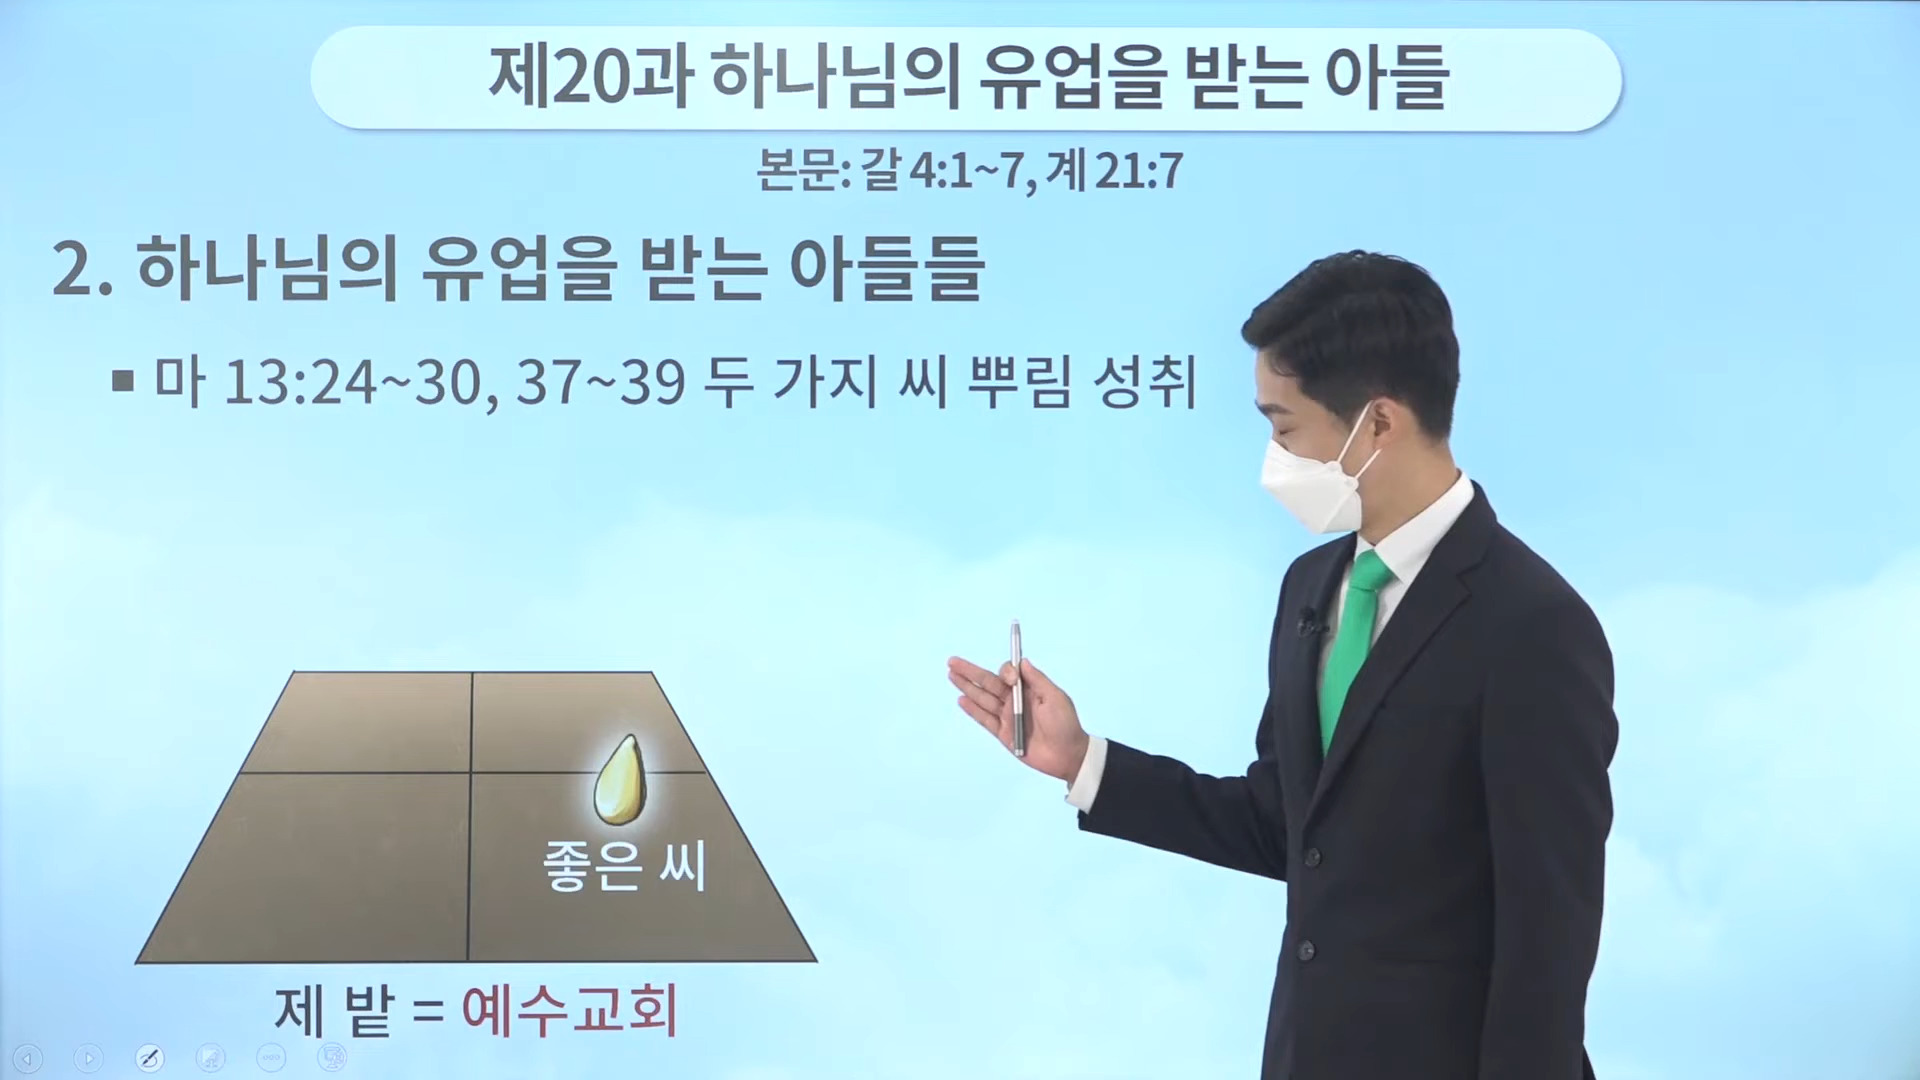 제20과 하나님의 유업을 받는 아들
본문: 갈 4:1~7, 계 21:7
2. 하나님의 유업을 받는 아들들
▪ 마 13:24~30, 37~39 두 가지 씨 뿌림 성취
좋은 씨
제 밭 = 예수교회